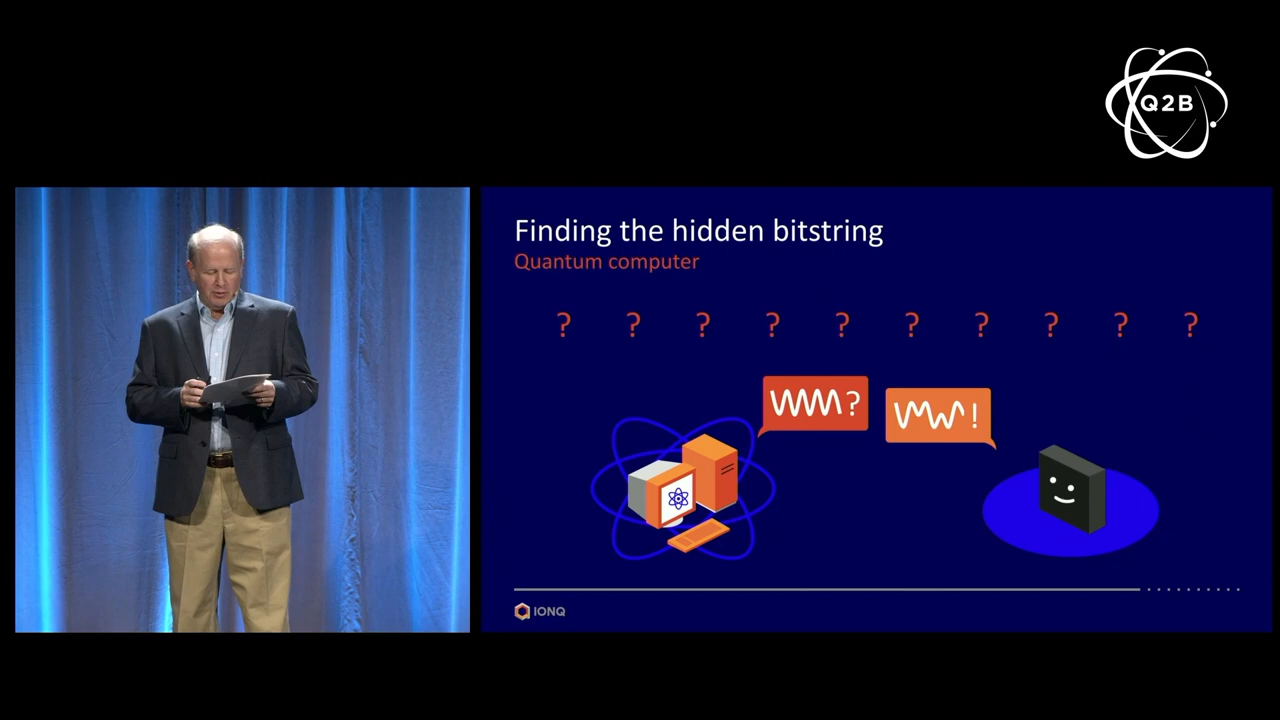 Q2B
Finding the hidden bitstring
Quantum computer
? ? ? ? ? ? ? ? ? ?
?
!
IONQ